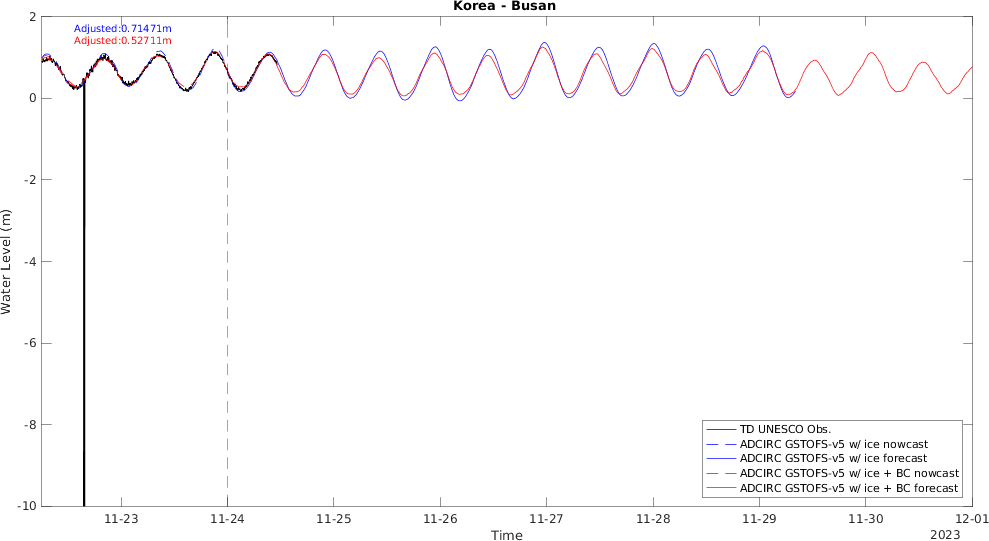 Korea - Busan
Adjusted:0.71471m
Adjusted:0.52711m
2
0
-2
-4
-6
-8
-10
Water Level (m)
TD UNESCO Obs.
ADCIRC GSTOFS-v5 w/ ice nowcast
ADCIRC GSTOFS-v5 w/ ice forecast
ADCIRC GSTOFS-v5 w/ ice + BC nowcast
ADCIRC GSTOFS-v5 w/ ice + BC forecast
11-23 11-24 11-25 11-26 11-27 11-28 11-29 11-30 12-01
Time
2023